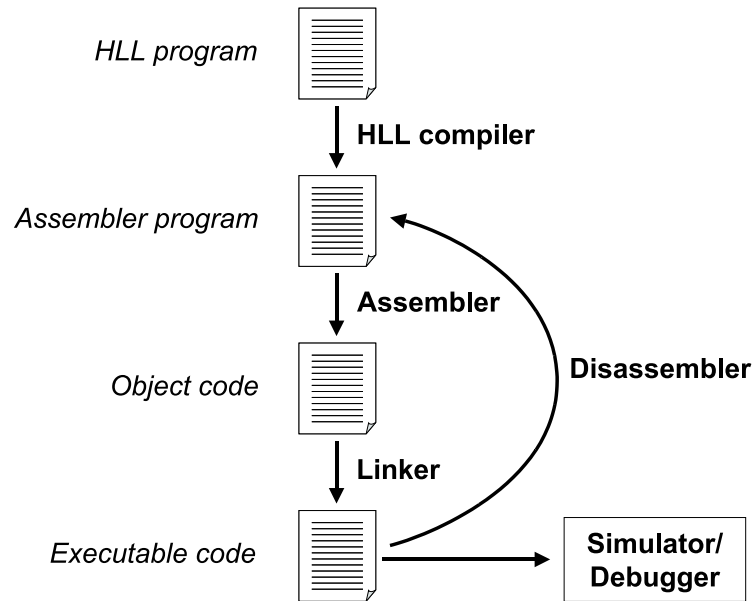 HLL program
HLL compiler
Assembler program
Assembler
Object code
Disassembler
Linker
Executable code
Simulator/
Debugger